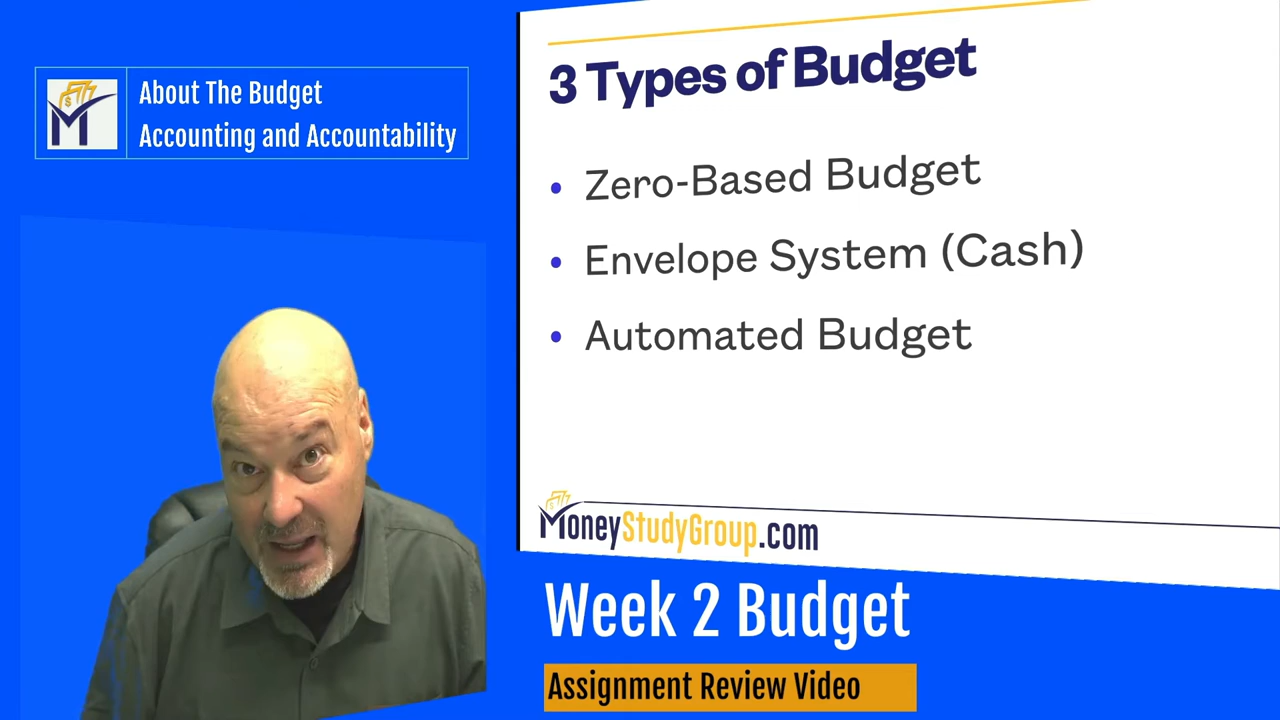 About The Budget
Accounting and Accountability
3 Types of Budget
• Zero-Based Budget
• Envelope System (Cash)
• Automated Budget
MoneyStudyGroup.com
Week 2 Budget
Assignment Review Video